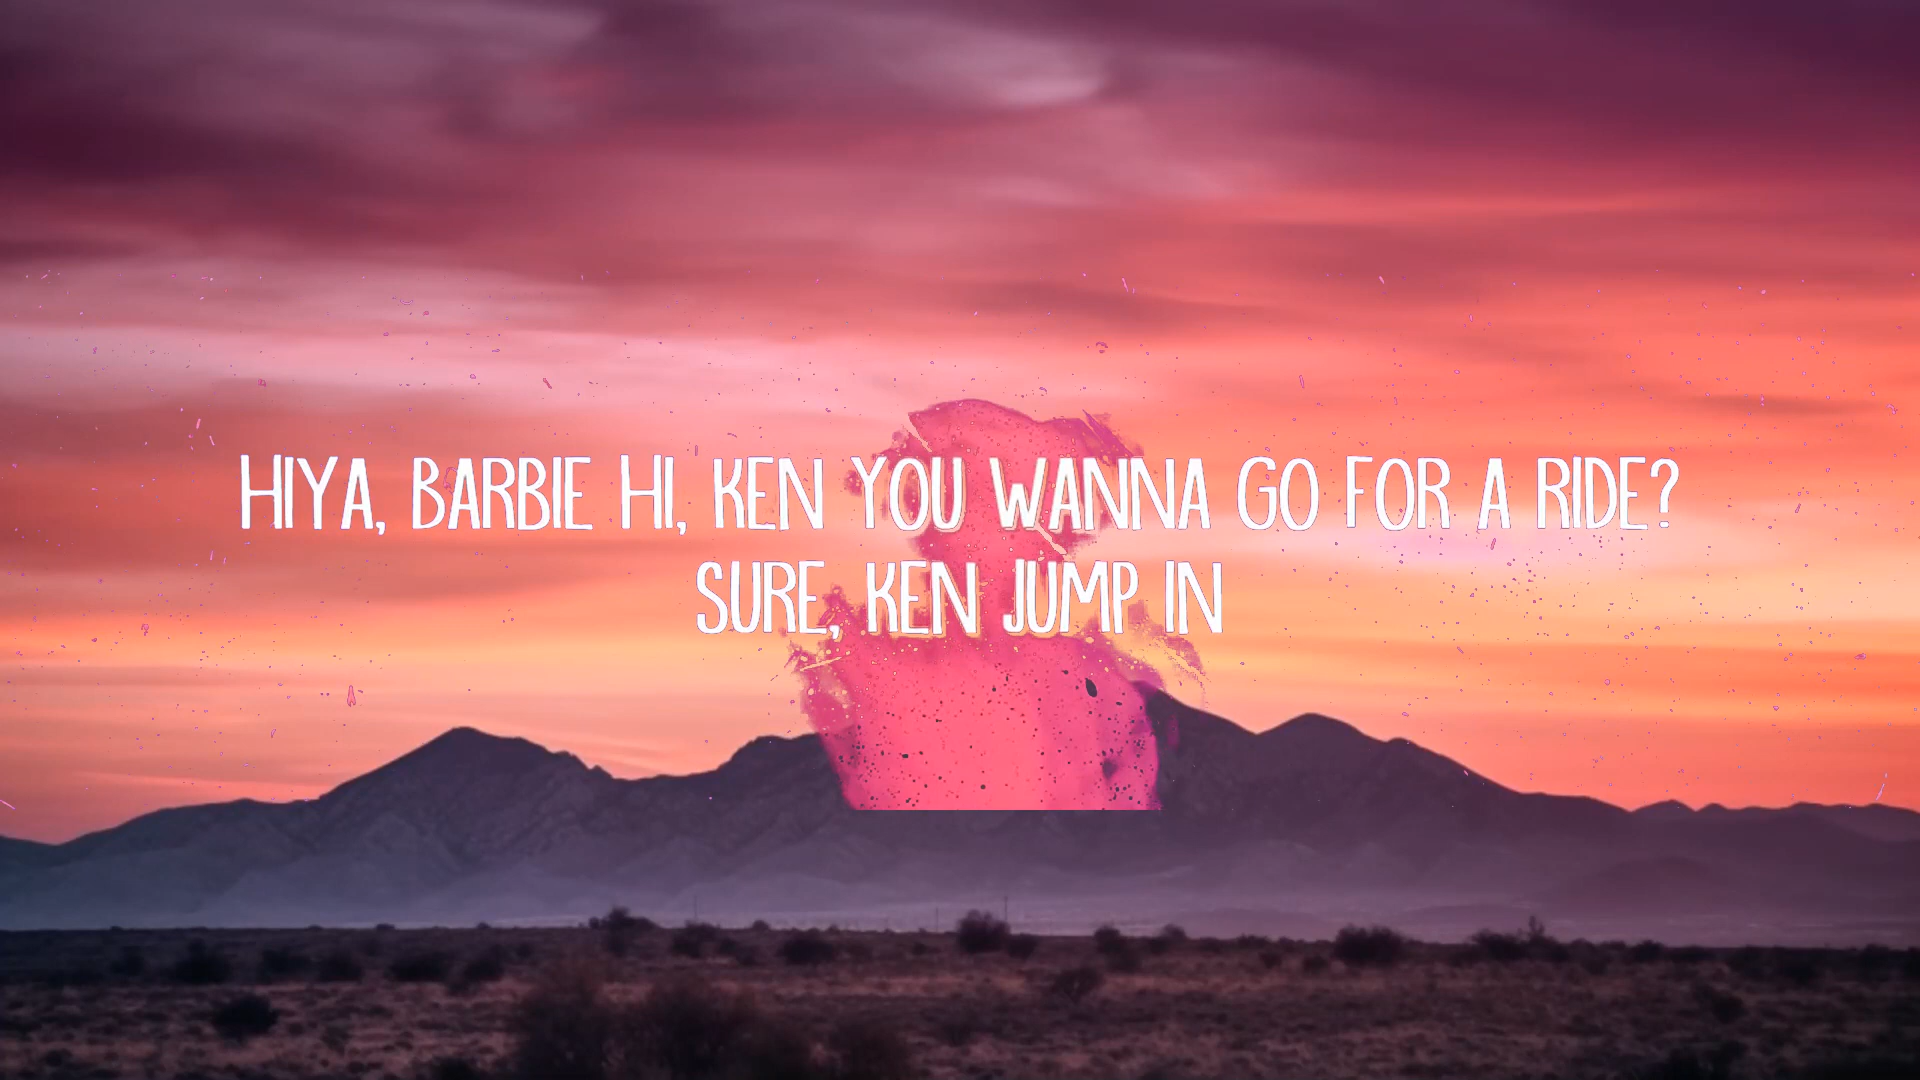 HIYA, BARBIE HI, KEN YOU WANNA GO FOR A RIDE?
SURE, KEN JUMP IN